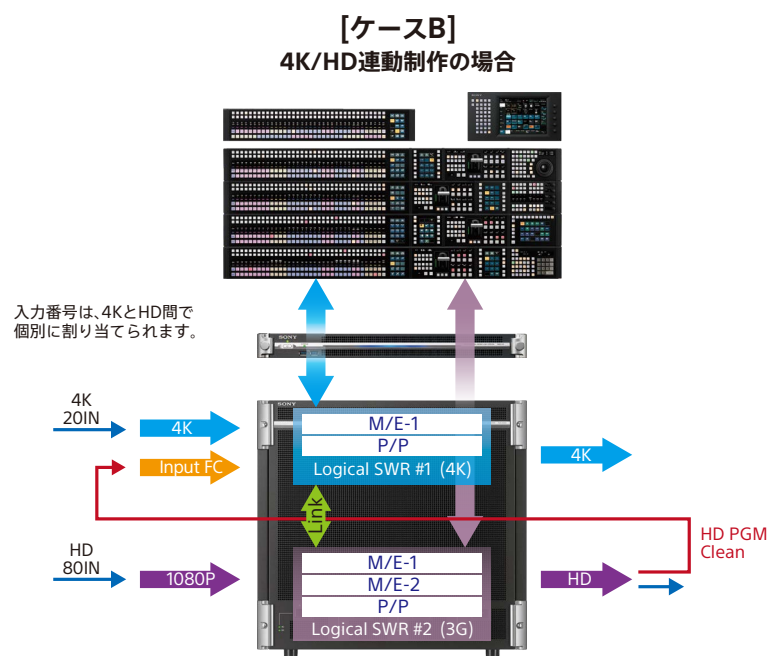 [ケースB]
4K/HD連動制作の場合
入力番号は、4KとHD間で
個別に割り当てられます。
SONY
SONY
4K
20IN
4K
Input FC
M/E-1
P/P
Logical SWR #1 (4K)
4K
Link
HD PGM
Clean
HD
80IN
1080P
M/E-1
M/E-2
P/P
Logical SWR #2 (3G)
HD